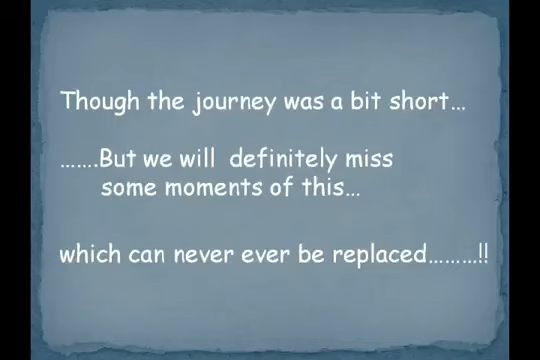 Though the journey was a bit short...
.......But we will definitely miss
some moments of this...
which can never ever be replaced.........!!